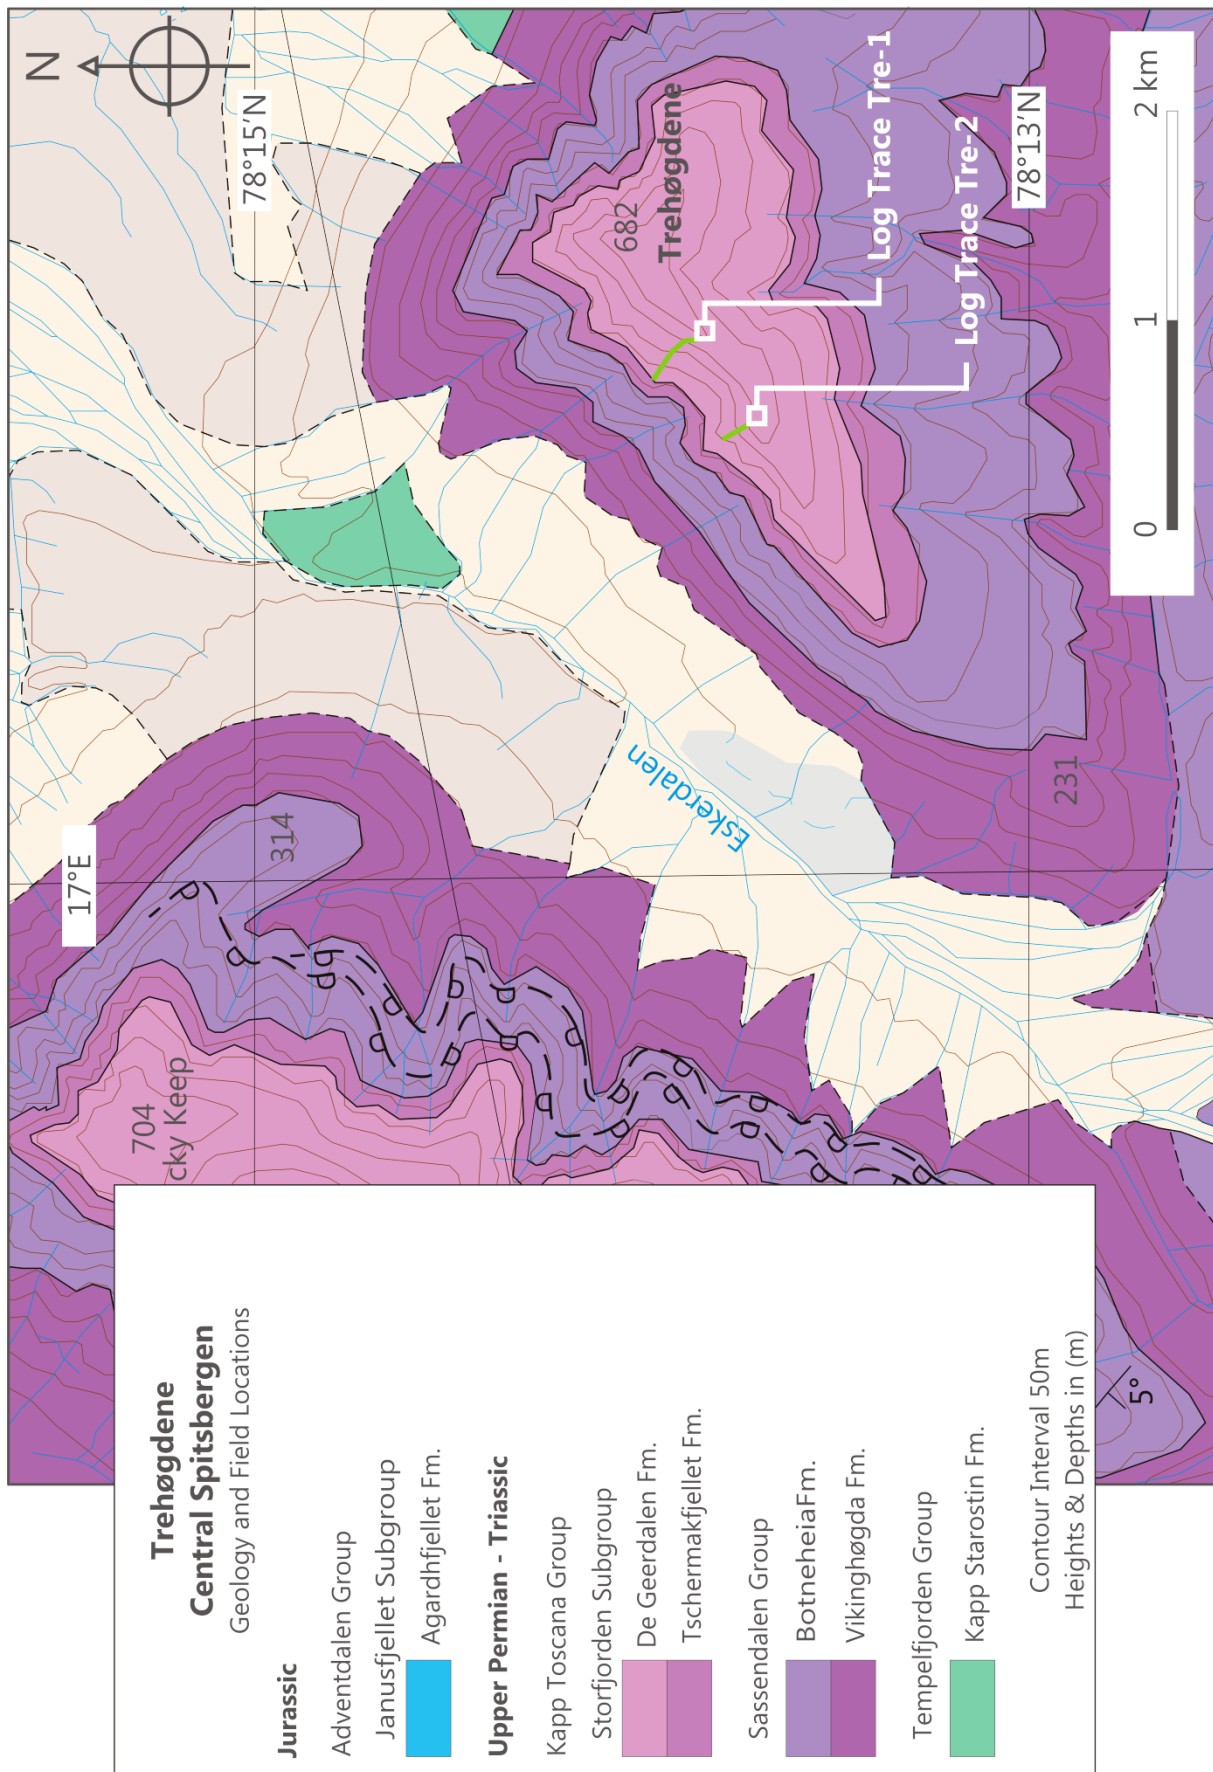 Trehøgdene
Central Spitsbergen
Geology and Field Locations
Jurassic
Adventdalen Group
Janusfjellet Subgroup
Agardhfjellet Fm.
Upper Permian - Triassic
Kapp Toscana Group
Storfjorden Subgroup
De Geerdalen Fm.
Tschermakfjellet Fm.
Sassendalen Group
BotneheiaFm.
Vikinghøgda Fm.
Tempelfjorden Group
Kapp Starostin Fm.
Contour Interval 50m
Heights & Depths in (m)
N
17°E
78°15'N
704
cky Keep
314
Eskerdalen
682
Trehøgdene
Log Trace Tre-1
Log Trace Tre-2
78°13'N
231
5°
0 1 2 km